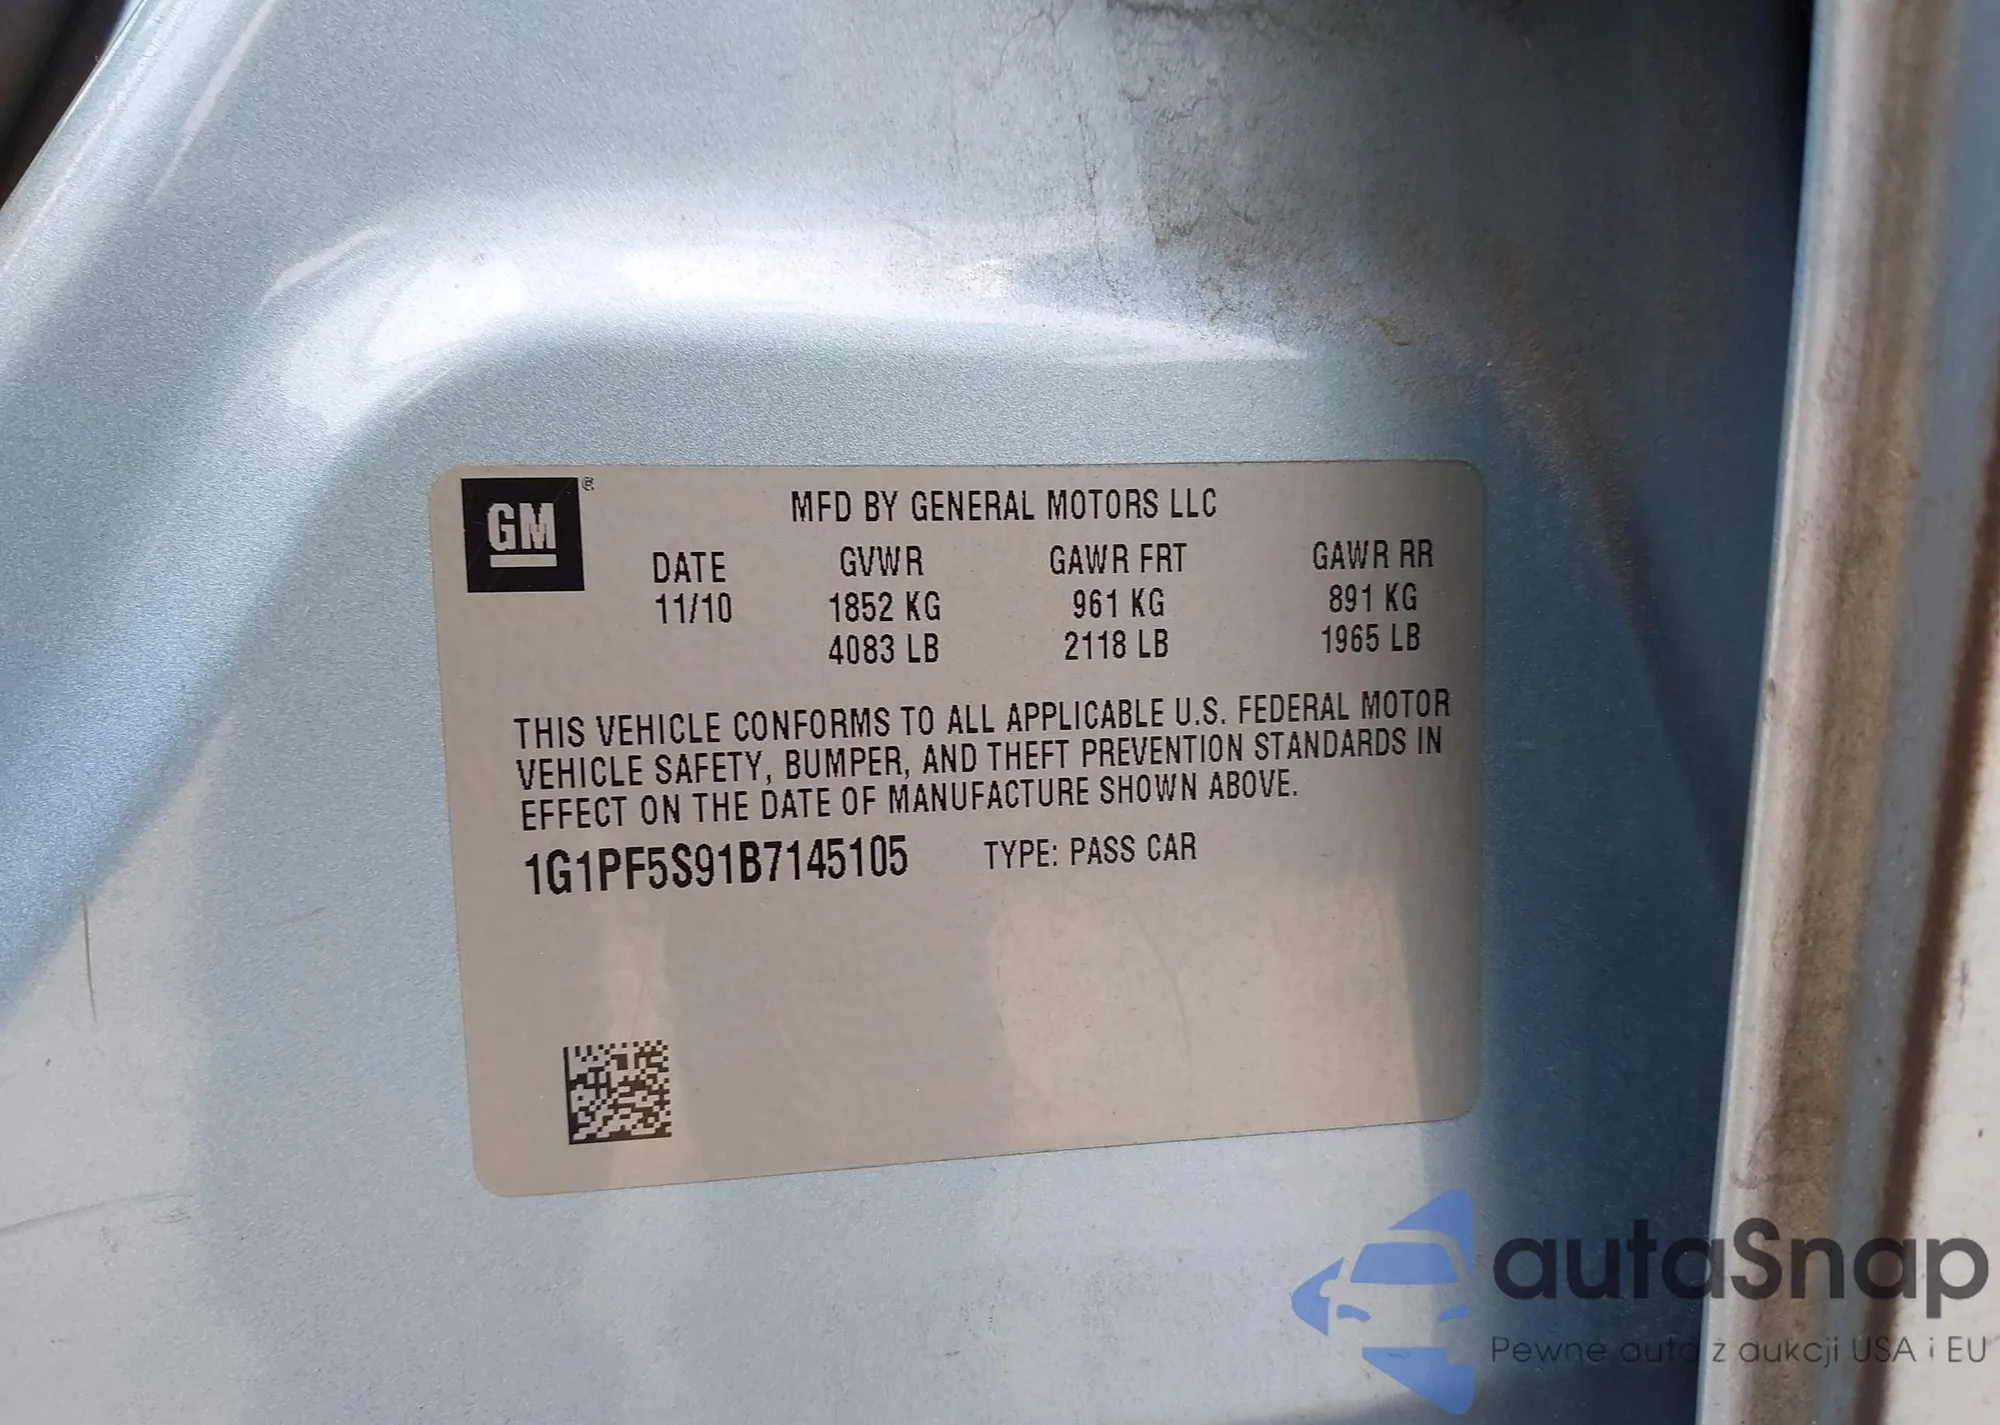 GM®
MFD BY GENERAL MOTORS LLC
DATE GVWR GAWR FRT GAWR RR
11/10 1852 KG 961 KG 891 KG
4083 LB 2118 LB 1965 LB
THIS VEHICLE CONFORMS TO ALL APPLICABLE U.S. FEDERAL MOTOR
VEHICLE SAFETY, BUMPER, AND THEFT PREVENTION STANDARDS IN
EFFECT ON THE DATE OF MANUFACTURE SHOWN ABOVE.
1G1PF5S91B7145105 TYPE: PASS CAR
autaSnap
Pewne auta z aukcji USA i EU